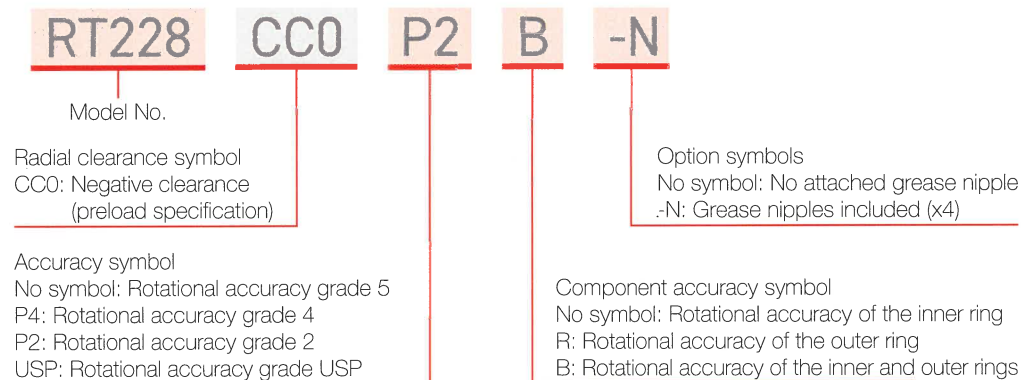 RT228 CC0 P2 B -N
Model No.
Radial clearance symbol
CC0: Negative clearance
(preload specification)
Option symbols
No symbol: No attached grease nipple
.-N: Grease nipples included (x4)
Accuracy symbol
No symbol: Rotational accuracy grade 5
P4: Rotational accuracy grade 4
P2: Rotational accuracy grade 2
USP: Rotational accuracy grade USP
Component accuracy symbol
No symbol: Rotational accuracy of the inner ring
R: Rotational accuracy of the outer ring
B: Rotational accuracy of the inner and outer rings